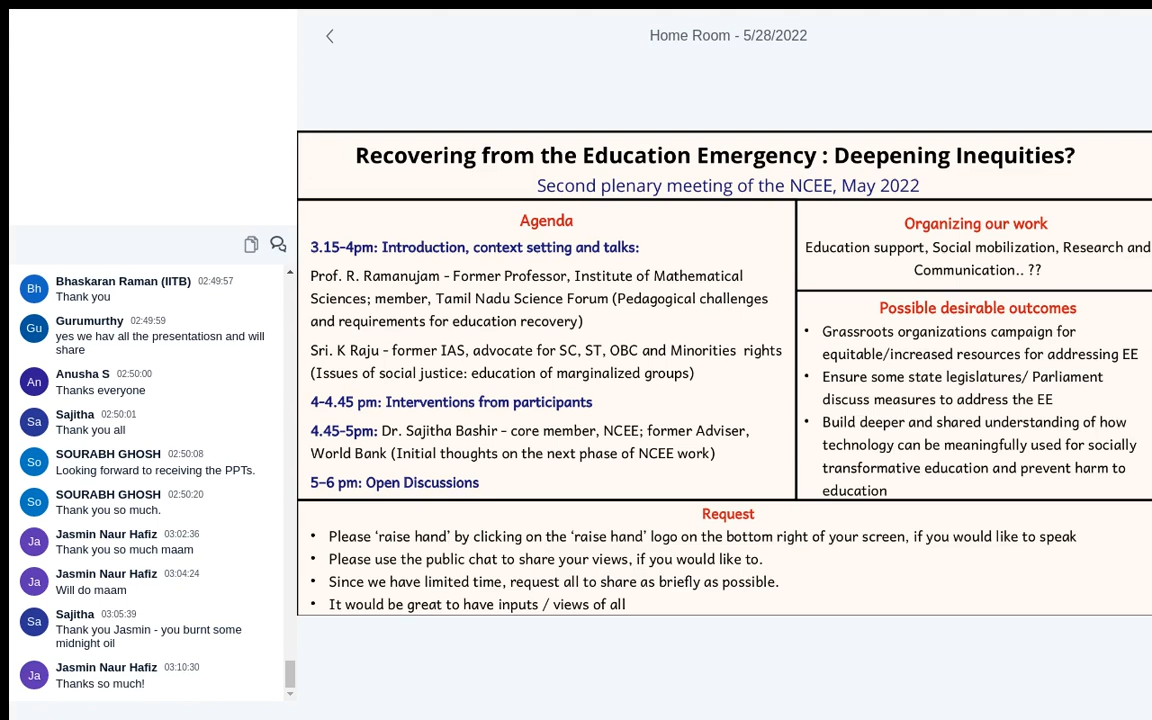 Home Room - 5/28/2022
Bh
Bhaskaran Raman (IITB) 02:49:57
Thank you
Gu
Gurumurthy 02:49:59
yes we hav all the presentatiosn and will
share
An
Anusha S 02:50:00
Thanks everyone
Sa
Sajitha 02:50:01
Thank you all
So
SOURABH GHOSH 02:50:08
Looking forward to receiving the PPTs.
So
SOURABH GHOSH 02:50:20
Thank you so much.
Ja
Jasmin Naur Hafiz 03:02:36
Thank you so much maam
Ja
Jasmin Naur Hafiz 03:04:24
Will do maam
Sa
Sajitha 03:05:39
Thank you Jasmin - you burnt some
midnight oil
Ja
Jasmin Naur Hafiz 03:10:30
Thanks so much!
Recovering from the Education Emergency : Deepening Inequities?
Second plenary meeting of the NCEE, May 2022
Agenda
3.15-4pm: Introduction, context setting and talks:
Prof. R. Ramanujam - Former Professor, Institute of Mathematical
Sciences; member, Tamil Nadu Science Forum (Pedagogical challenges
and requirements for education recovery)
Sri. K Raju - former IAS, advocate for SC, ST, OBC and Minorities rights
(Issues of social justice: education of marginalized groups)
4-4.45 pm: Interventions from participants
4.45-5pm: Dr. Sajitha Bashir - core member, NCEE; former Adviser,
World Bank (Initial thoughts on the next phase of NCEE work)
5-6 pm: Open Discussions
Organizing our work
Education support, Social mobilization, Research and
Communication.. ??
Possible desirable outcomes
• Grassroots organizations campaign for
equitable/increased resources for addressing EE
• Ensure some state legislatures/ Parliament
discuss measures to address the EE
• Build deeper and shared understanding of how
technology can be meaningfully used for socially
transformative education and prevent harm to
education
Request
• Please ‘raise hand’ by clicking on the ‘raise hand’ logo on the bottom right of your screen, if you would like to speak
• Please use the public chat to share your views, if you would like to.
• Since we have limited time, request all to share as briefly as possible.
• It would be great to have inputs / views of all